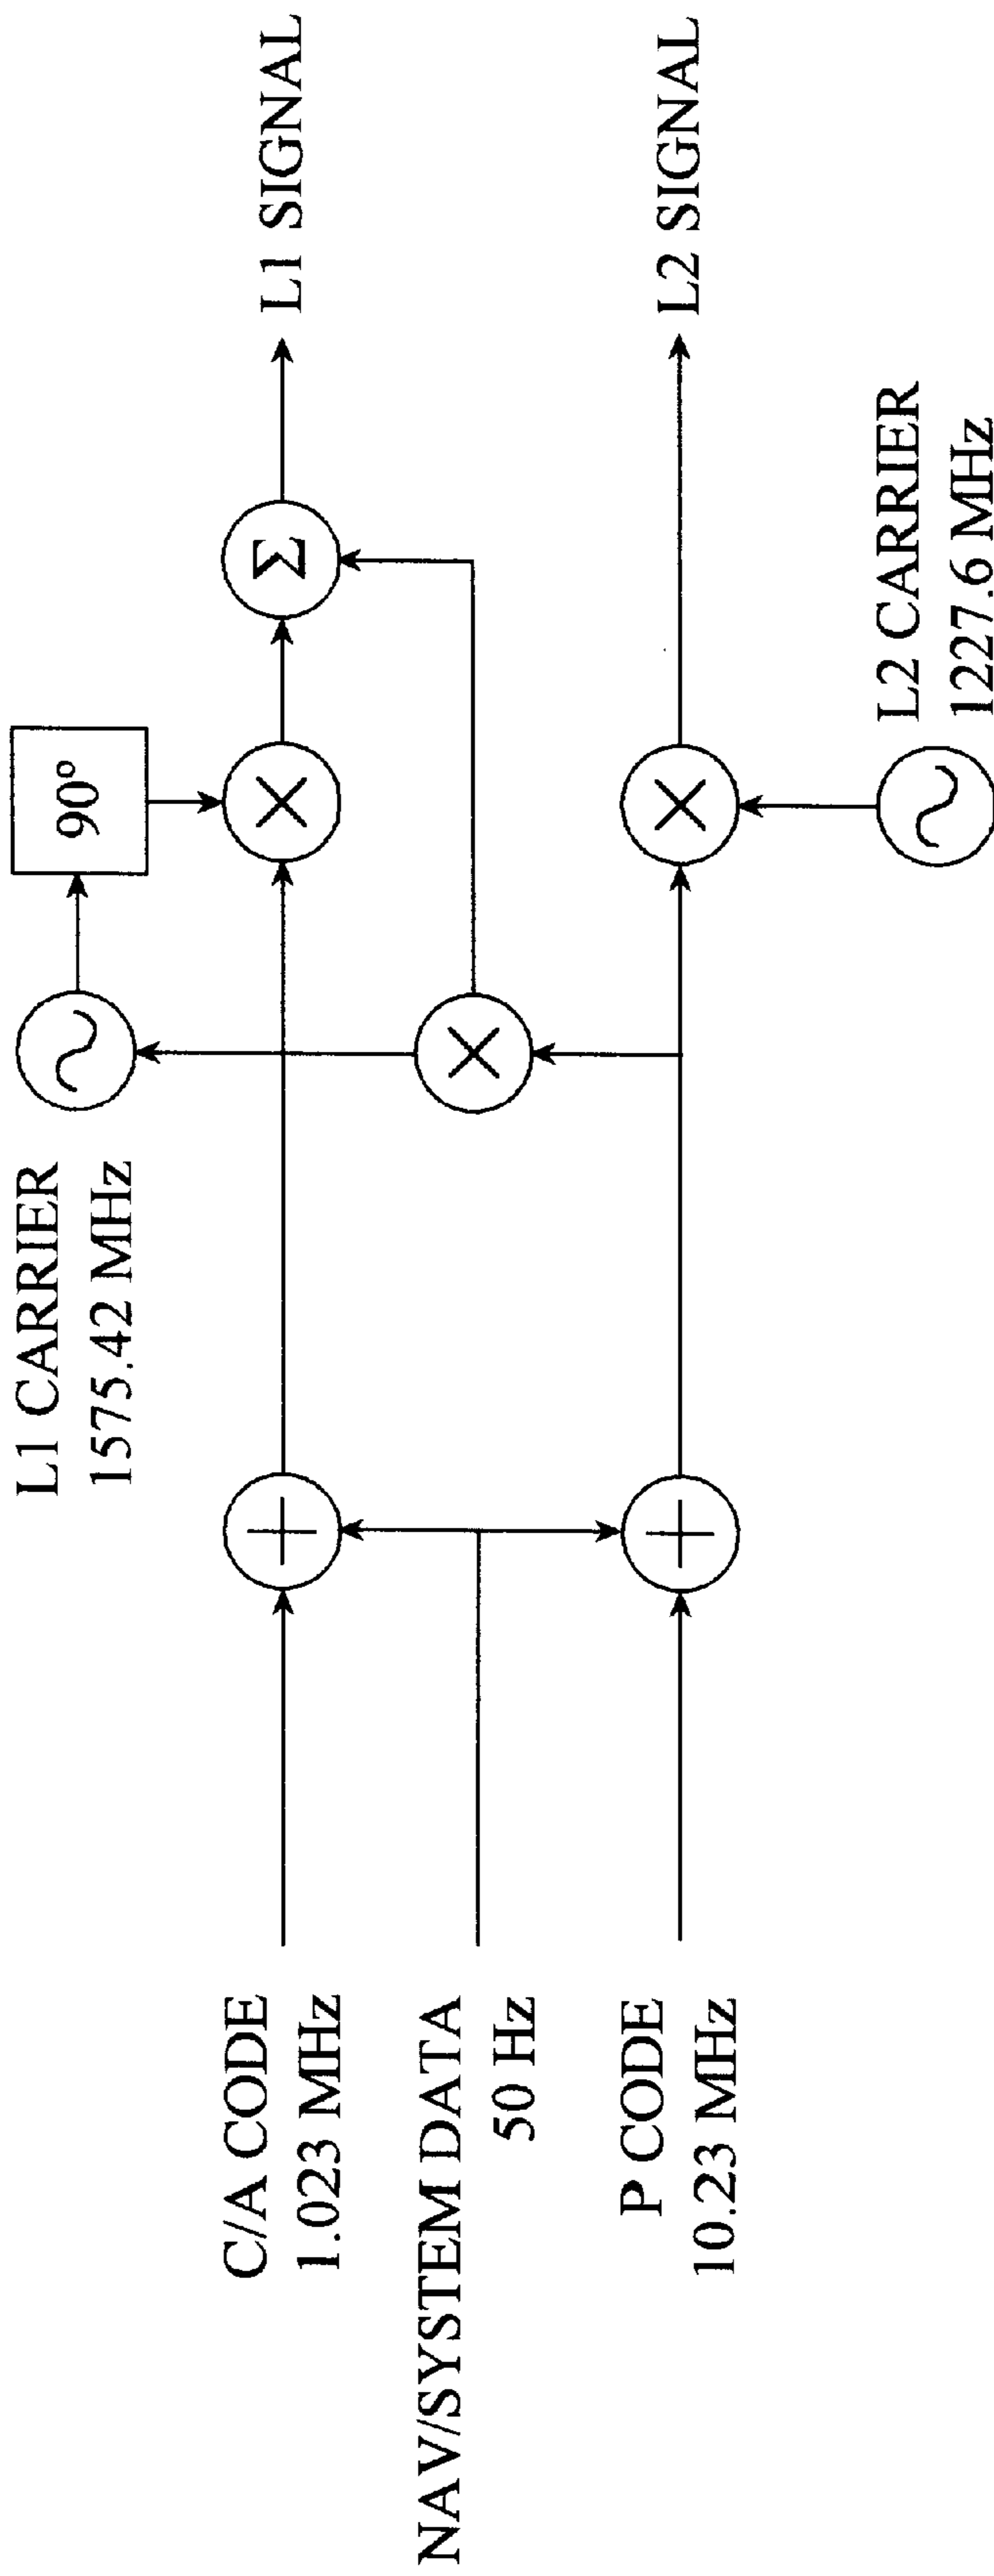 L1 CARRIER
1575.42 MHz
90°
C/A CODE
1.023 MHz
+
×
Σ
L1 SIGNAL
NAV/SYSTEM DATA
50 Hz
×
P CODE
10.23 MHz
+
×
L2 SIGNAL
L2 CARRIER
1227.6 MHz